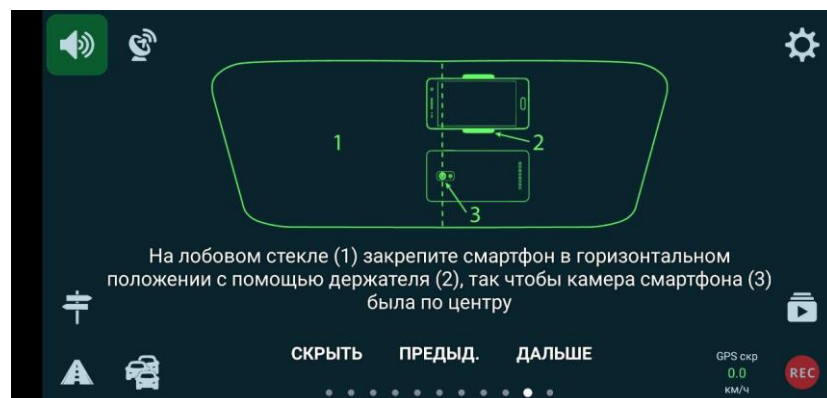 1
2
3
На лобовом стекле (1) закрепите смартфон в горизонтальном
положении с помощью держателя (2), так чтобы камера смартфона (3)
была по центру
СКРЫТЬ ПРЕДЫД. ДАЛЬШЕ
GPS скр
0.0
км/ч
REC